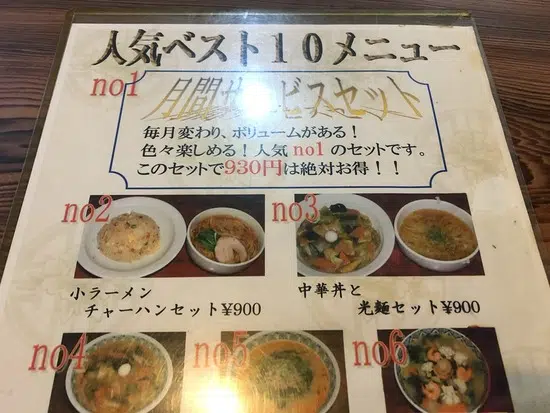 人気ベスト10メニュー
no1
月間サービスセット
毎月変わり、ボリュームがある!
色々楽しめる!人気 no1 のセットです。
このセットで930円は絶対お得!!
no2
no3
小ラーメン
チャーハンセット¥900
中華丼と
光麺セット¥900
no4
no5
no6